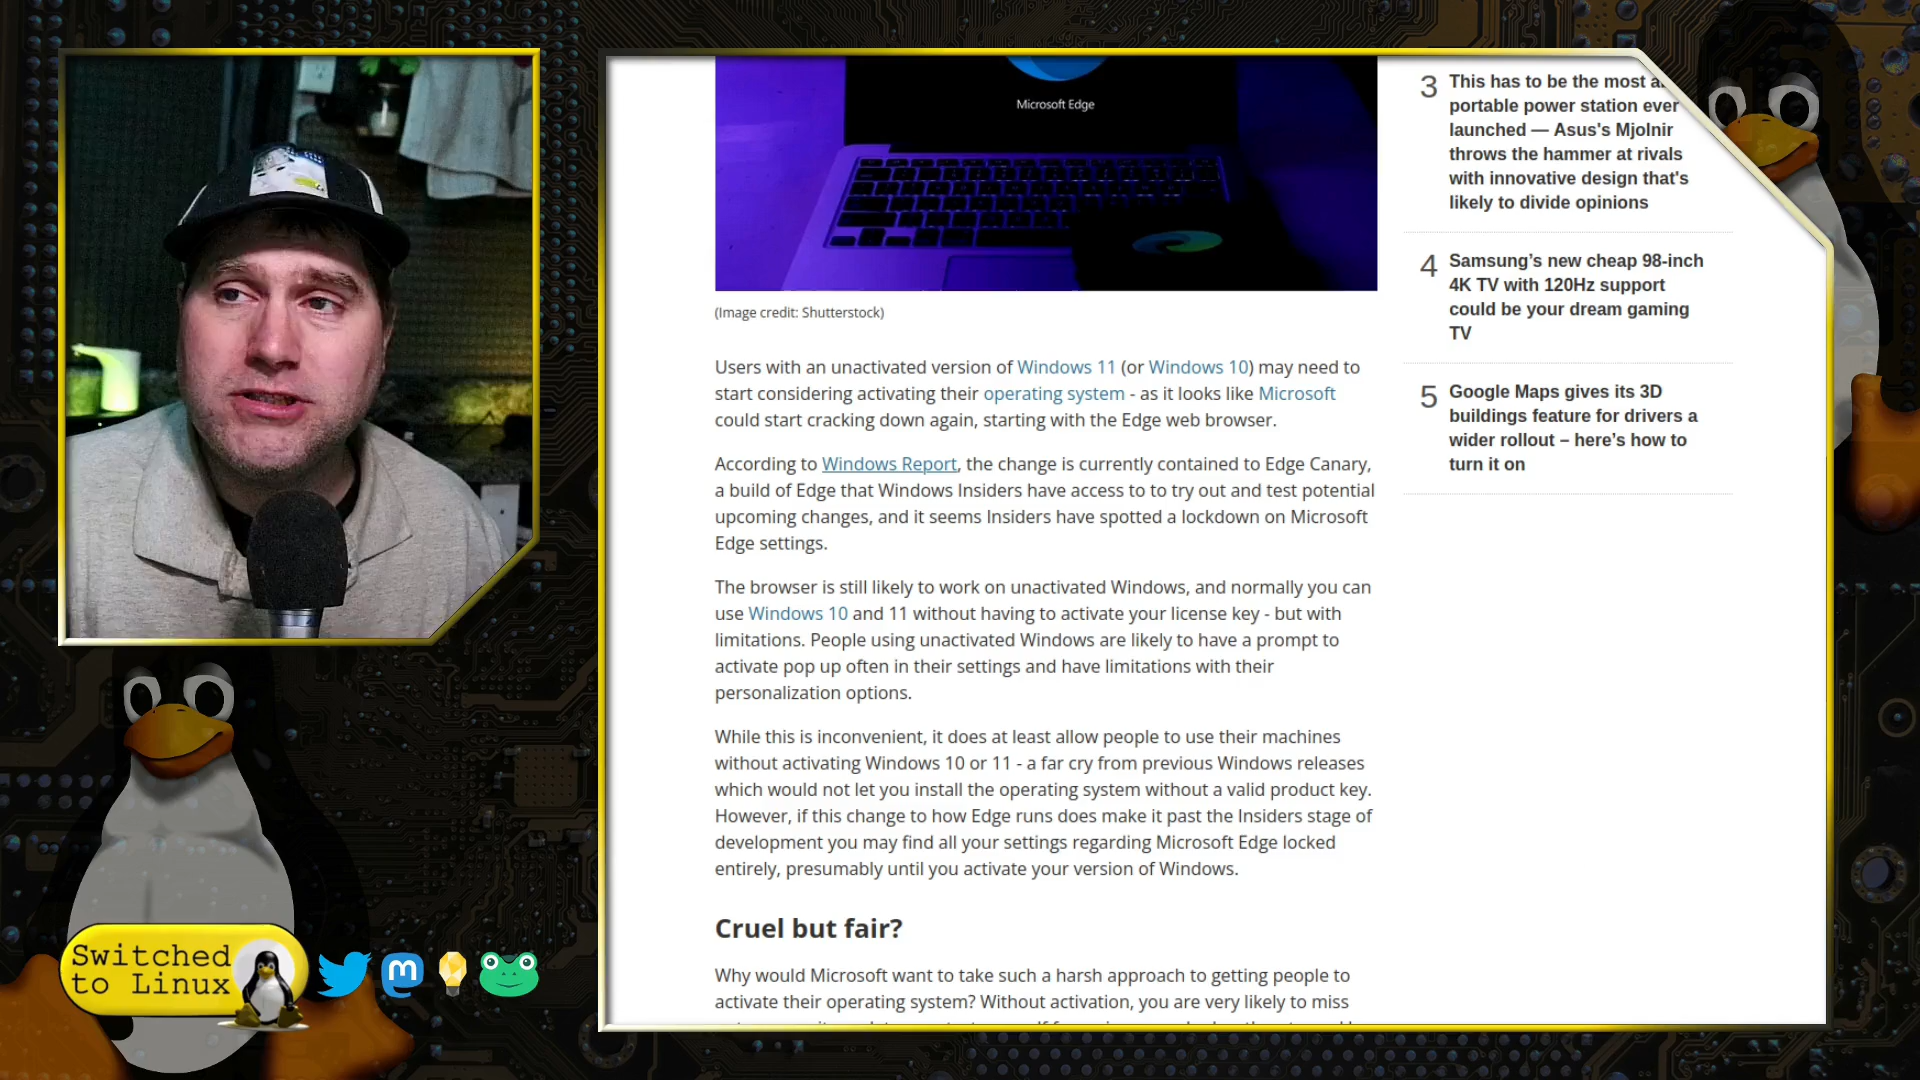 Microsoft Edge
(Image credit: Shutterstock)
Users with an unactivated version of Windows 11 (or Windows 10) may need to
start considering activating their operating system - as it looks like Microsoft
could start cracking down again, starting with the Edge web browser.
According to Windows Report, the change is currently contained to Edge Canary,
a build of Edge that Windows Insiders have access to to try out and test potential
upcoming changes, and it seems Insiders have spotted a lockdown on Microsoft
Edge settings.
The browser is still likely to work on unactivated Windows, and normally you can
use Windows 10 and 11 without having to activate your license key - but with
limitations. People using unactivated Windows are likely to have a prompt to
activate pop up often in their settings and have limitations with their
personalization options.
While this is inconvenient, it does at least allow people to use their machines
without activating Windows 10 or 11 - a far cry from previous Windows releases
which would not let you install the operating system without a valid product key.
However, if this change to how Edge runs does make it past the Insiders stage of
development you may find all your settings regarding Microsoft Edge locked
entirely, presumably until you activate your version of Windows.
Cruel but fair?
Why would Microsoft want to take such a harsh approach to getting people to
activate their operating system? Without activation, you are very likely to miss
3 This has to be the most
portable power station ever
launched — Asus's Mjolnir
throws the hammer at rivals
with innovative design that's
likely to divide opinions
4 Samsung’s new cheap 98-inch
4K TV with 120Hz support
could be your dream gaming
TV
5 Google Maps gives its 3D
buildings feature for drivers a
wider rollout – here’s how to
turn it on
Switched
to Linux